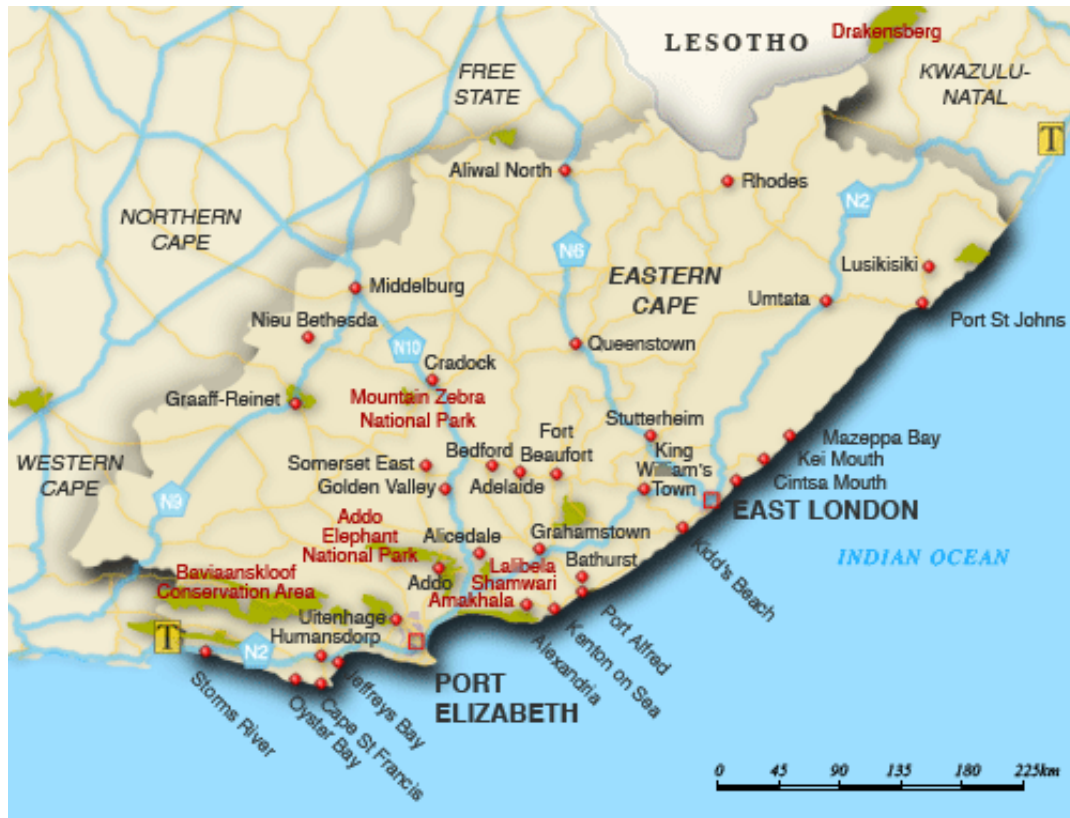 Drakensberg
LESOTHO
FREE
STATE
KWAZULU-
NATAL
T
Aliwal North
Rhodes
N2
NORTHERN
CAPE
N6
Lusikisiki
EASTERN
CAPE
Middelburg
Umtata
Port St Johns
Nieu Bethesda
N10
Queenstown
Cradock
Graaff-Reinet
Mountain Zebra
National Park
Stutterheim
Fort
Beaufort
Mazeppa Bay
King
William's
Town
Kei Mouth
WESTERN
CAPE
Somerset East
Bedford
Adelaide
Cintsa Mouth
Golden Valley
N9
EAST LONDON
Addo
Elephant
National Park
Alicedale
Grahamstown
INDIAN OCEAN
Lalibela
Bathurst
Kidd's Beach
Baviaanskloof
Conservation Area
Addo
Shamwari
Amakhala
Uitenhage
Humansdorp
T
N2
Port Alfred
Kenton on Sea
Alexandria
PORT
ELIZABETH
Storms River
Oyster Bay
Cape St Francis
Jeffreys Bay
0 45 90 135 180 225km